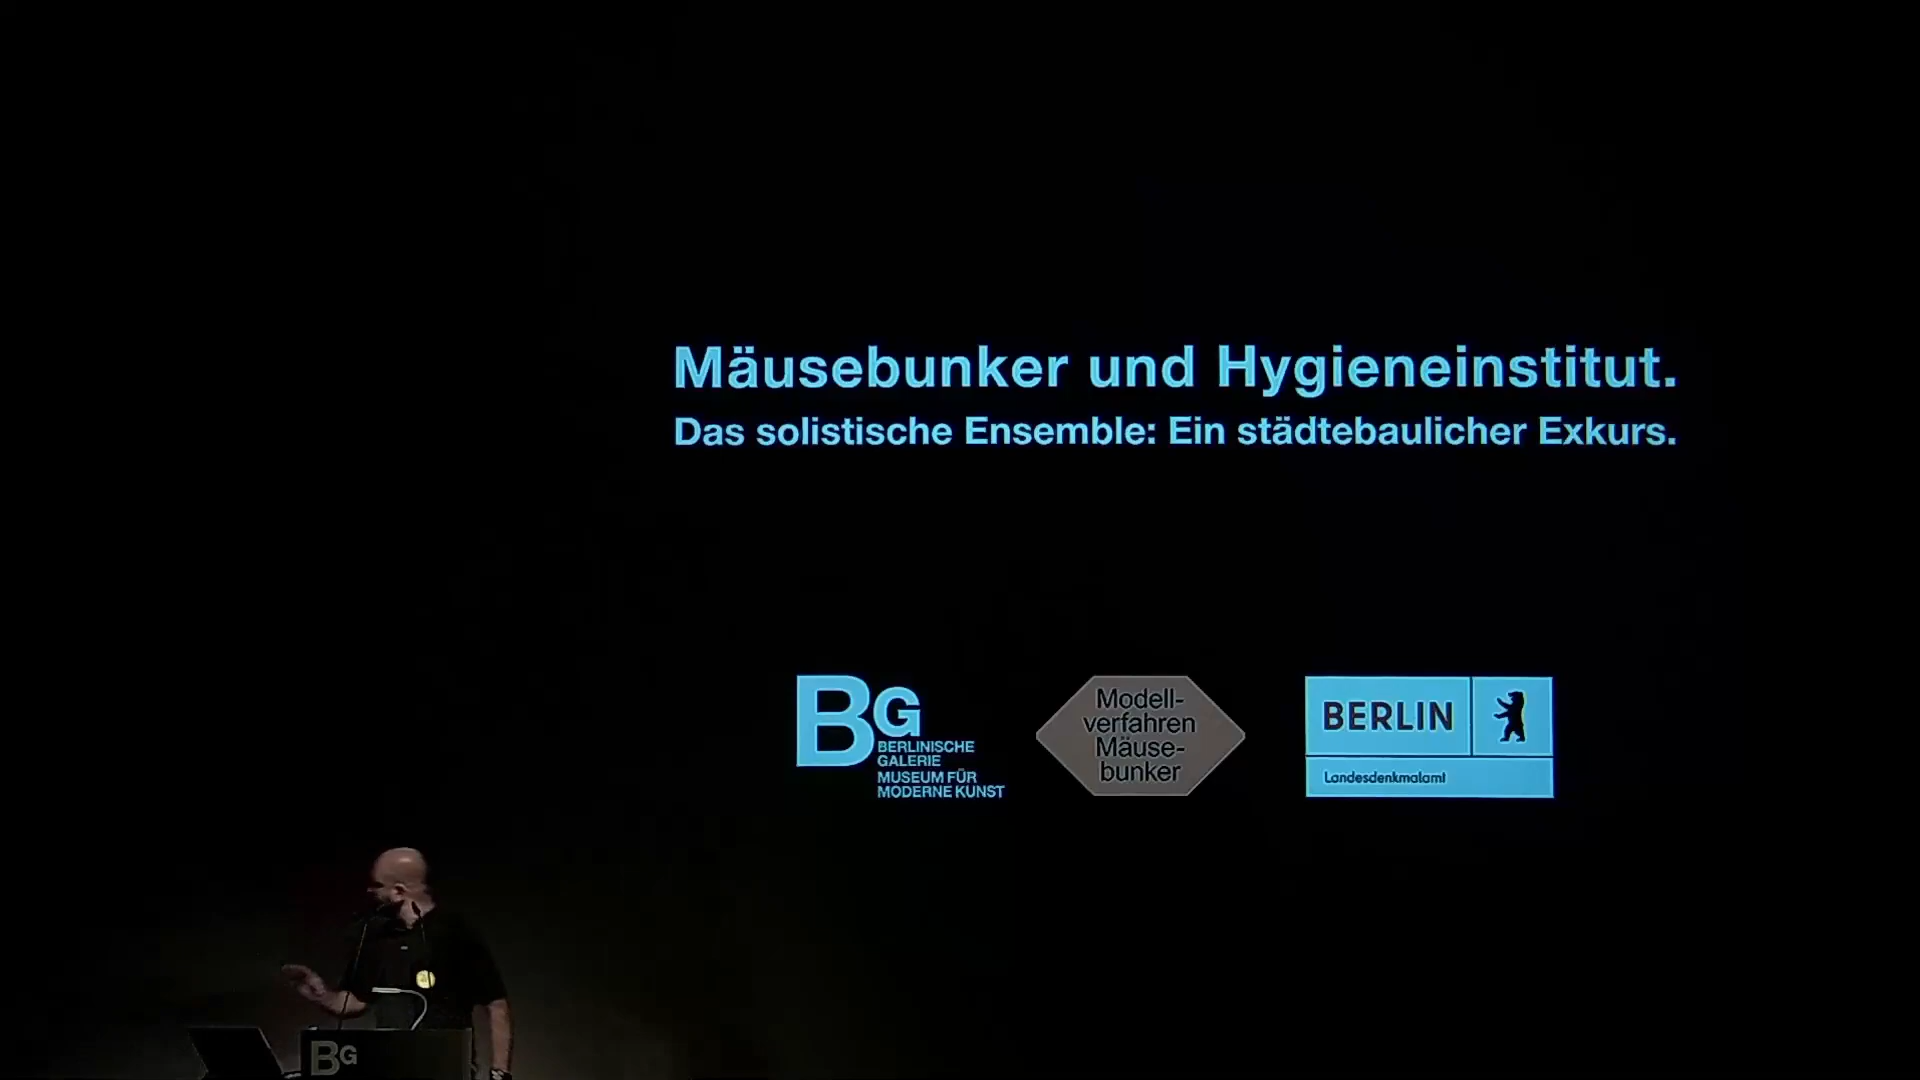 Mäusebunker und Hygieneinstitut.
Das solistische Ensemble: Ein städtebaulicher Exkurs.
BG
BERLINISCHE
GALERIE
MUSEUM FÜR
MODERNE KUNST
Modell-
verfahren
Mäuse-
bunker
BERLIN
Landesdenkmalamt
BG